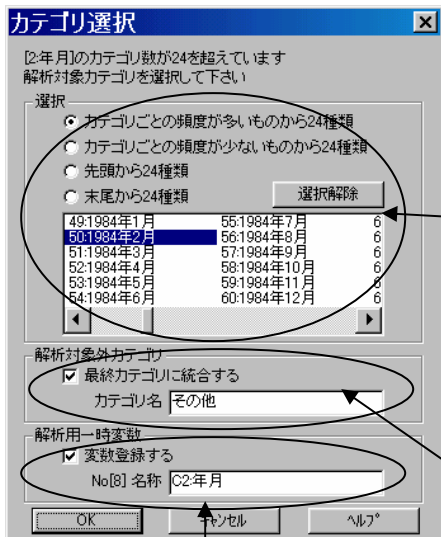 カテゴリ選択
[2:年月]のカテゴリ数が24を超えています
解析対象カテゴリを選択して下さい
選択
カテゴリごとの頻度が多いものから24種類
カテゴリごとの頻度が少ないものから24種類
先頭から24種類
末尾から24種類
選択解除
49:1984年1月 55:1984年7月 6
50:1984年2月 56:1984年8月 6
51:1984年3月 57:1984年9月 6
52:1984年4月 58:1984年10月 6
53:1984年5月 59:1984年11月 6
54:1984年6月 60:1984年12月 6
解析対象外カテゴリ
最終カテゴリに統合する
カテゴリ名 その他
解析用一時変数
変数登録する
No[8] 名称 C2:年月
OK キャンセル ヘルプ